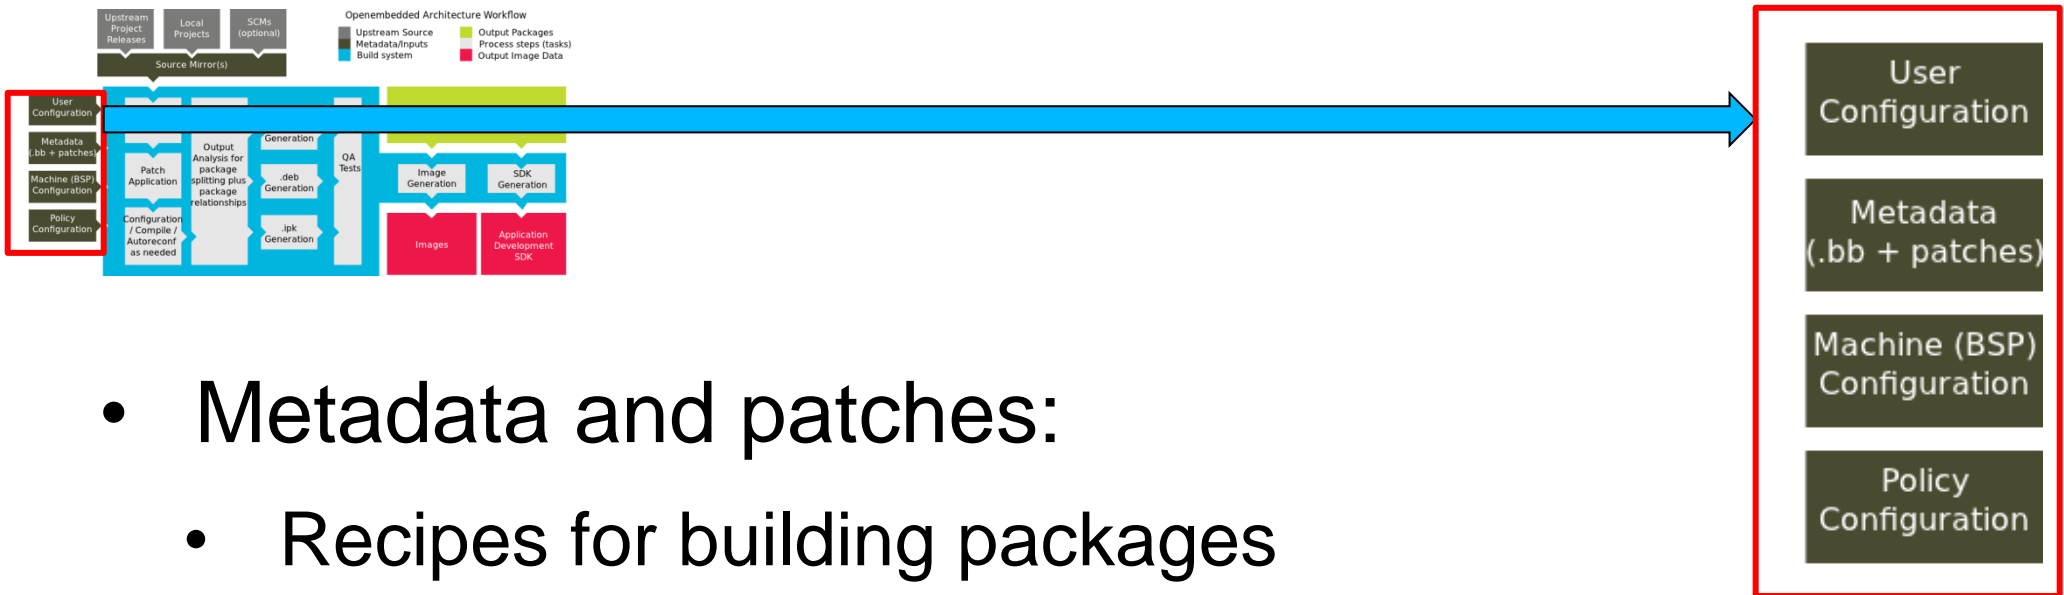 Upstream
Project
Releases
Local
Projects
SCMs
(optional)
Source Mirror(s)
Openembedded Architecture Workflow
Upstream Source
Metadata/Inputs
Build system
Output Packages
Process steps (tasks)
Output Image Data
User
Configuration
Metadata
(.bb + patches)
Machine (BSP)
Configuration
Policy
Configuration
Patch
Application
Configuration
/ Compile /
Autoreconf
as needed
Output
Analysis for
package
splitting plus
package
relationships
Generation
.deb
Generation
.ipk
Generation
QA
Tests
Image
Generation
SDK
Generation
Images
Application
Development
SDK
User
Configuration
Metadata
(.bb + patches)
Machine (BSP)
Configuration
Policy
Configuration
• Metadata and patches:
• Recipes for building packages